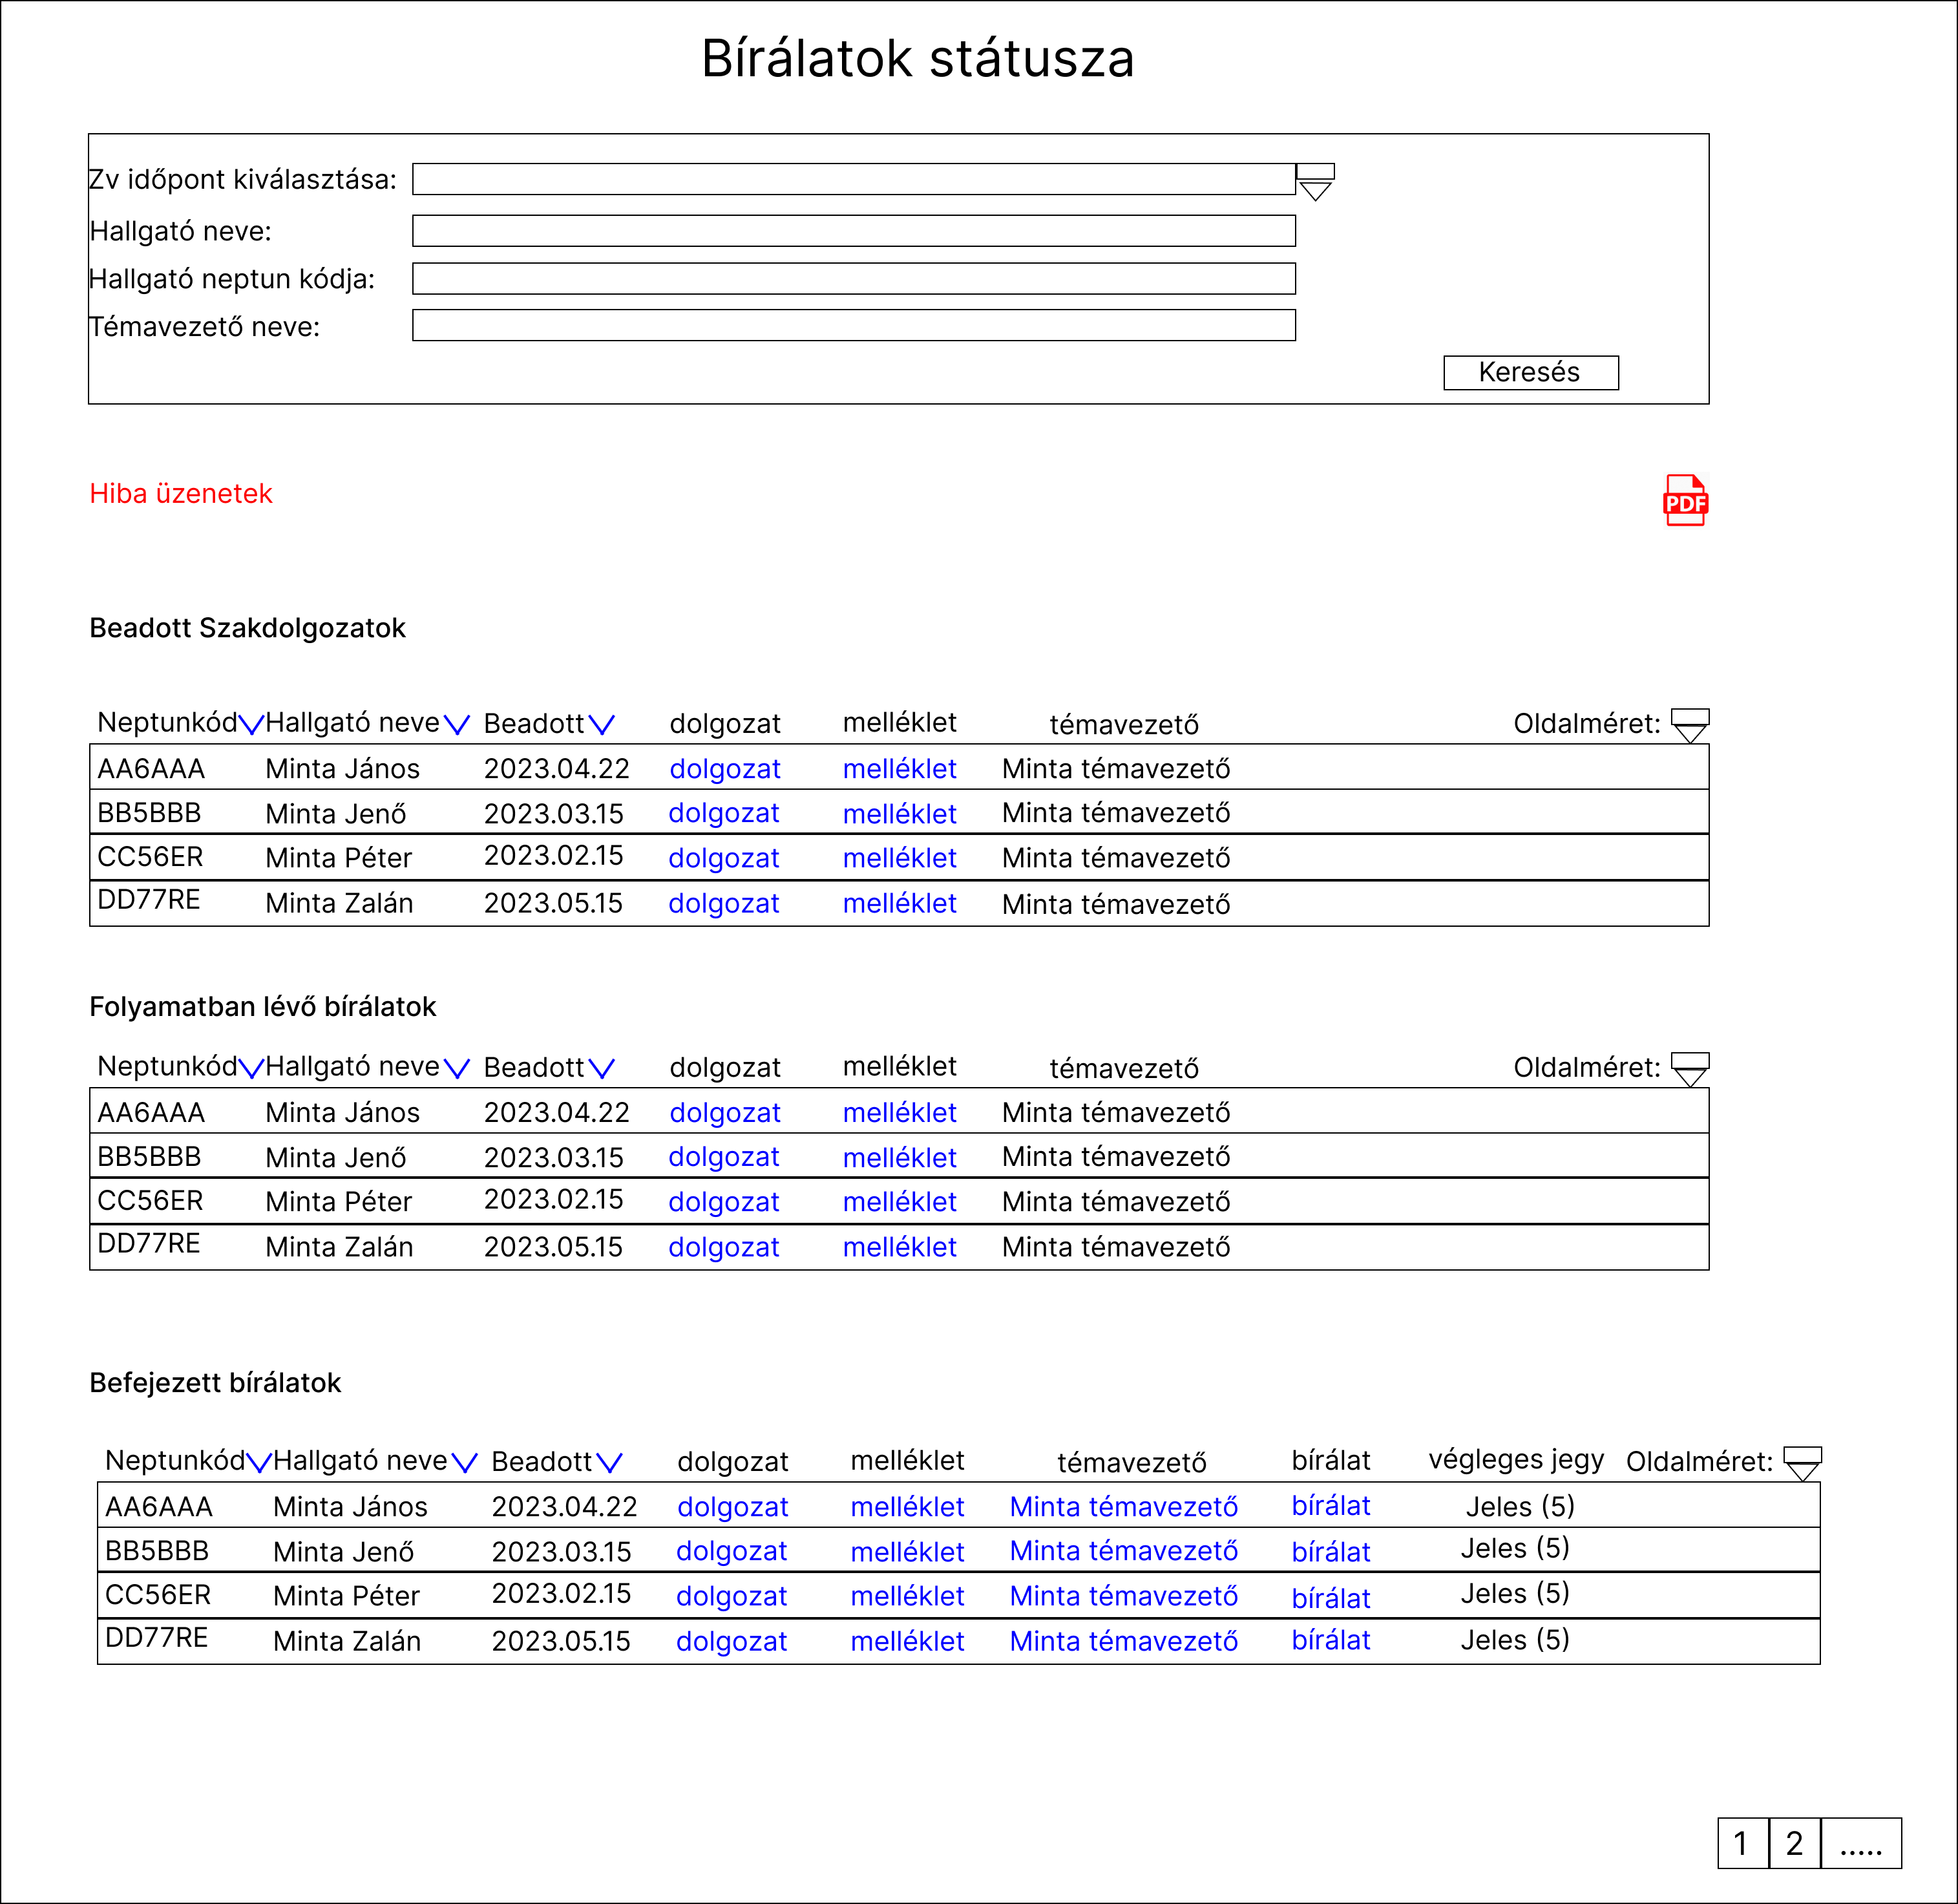 Bírálatok státusza
Zv időpont kiválasztása:
Hallgató neve:
Hallgató neptun kódja:
Témavezető neve:
Keresés
Hiba üzenetek
PDF
Beadott Szakdolgozatok
Neptunkód Hallgató neve Beadott dolgozat melléklet témavezető Oldalméret:
AA6AAA Minta János 2023.04.22 dolgozat melléklet Minta témavezető
BB5BBB Minta Jenő 2023.03.15 dolgozat melléklet Minta témavezető
CC56ER Minta Péter 2023.02.15 dolgozat melléklet Minta témavezető
DD77RE Minta Zalán 2023.05.15 dolgozat melléklet Minta témavezető
Folyamatban lévő bírálatok
Neptunkód Hallgató neve Beadott dolgozat melléklet témavezető Oldalméret:
AA6AAA Minta János 2023.04.22 dolgozat melléklet Minta témavezető
BB5BBB Minta Jenő 2023.03.15 dolgozat melléklet Minta témavezető
CC56ER Minta Péter 2023.02.15 dolgozat melléklet Minta témavezető
DD77RE Minta Zalán 2023.05.15 dolgozat melléklet Minta témavezető
Befejezett bírálatok
Neptunkód Hallgató neve Beadott dolgozat melléklet témavezető bírálat végleges jegy Oldalméret:
AA6AAA Minta János 2023.04.22 dolgozat melléklet Minta témavezető bírálat Jeles (5)
BB5BBB Minta Jenő 2023.03.15 dolgozat melléklet Minta témavezető bírálat Jeles (5)
CC56ER Minta Péter 2023.02.15 dolgozat melléklet Minta témavezető bírálat Jeles (5)
DD77RE Minta Zalán 2023.05.15 dolgozat melléklet Minta témavezető bírálat Jeles (5)
1 2 .....